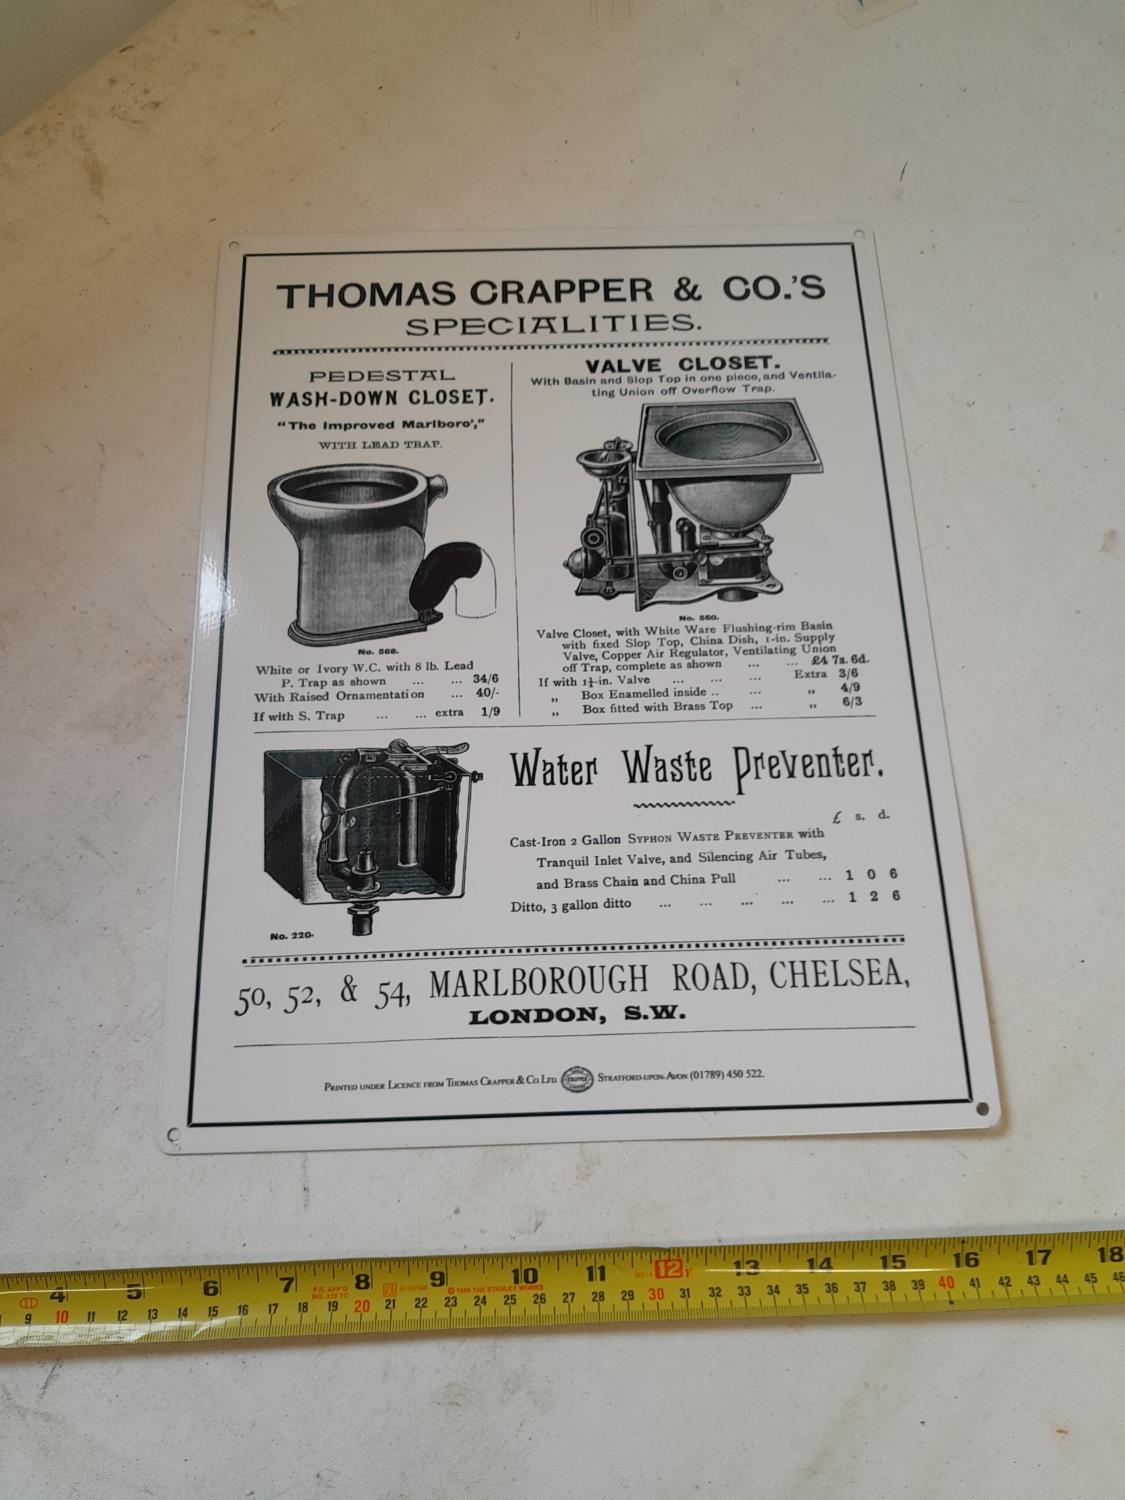 THOMAS CRAPPER & CO.'S
SPECIALITIES.
PEDESTAL
WASH-DOWN CLOSET.
"The Improved Marlboro',"
WITH LEAD TRAP.
No. 568.
White or Ivory W.C. with 8 lb. Lead
P. Trap as shown ... ... 34/6
With Raised Ornamentation ... 40/-
If with S. Trap ... ... extra 1/9
VALVE CLOSET.
With Basin and Slop Top in one piece, and Ventila-
ting Union off Overflow Trap.
No. 560.
Valve Closet, with White Ware Flushing-rim Basin
with fixed Slop Top, China Dish, 1-in. Supply
Valve, Copper Air Regulator, Ventilating Union
off Trap, complete as shown ... ... £4 7s. 6d.
If with 1¼-in. Valve ... ... ... Extra 3/6
„ Box Enamelled inside .. ... „ 4/9
„ Box fitted with Brass Top ... „ 6/3
No. 220.
Water Waste Preventer.
£ s. d.
Cast-Iron 2 Gallon SYPHON WASTE PREVENTER with
Tranquil Inlet Valve, and Silencing Air Tubes,
and Brass Chain and China Pull ... ... 1 0 6
Ditto, 3 gallon ditto ... ... ... ... ... 1 2 6
50, 52, & 54, MARLBOROUGH ROAD, CHELSEA,
LONDON, S.W.
PRINTED UNDER LICENCE FROM THOMAS CRAPPER & CO. LTD. CRAPPER STRATFORD-UPON-AVON (01789) 450 522.
4 5 6 7 8 9 10 11 12 13 14 15 16 17 18
© 1989 THE STANLEY WORKS
9 10 11 12 13 14 15 16 17 18 19 20 21 22 23 24 25 26 27 28 29 30 31 32 33 34 35 36 37 38 39 40 41 42 43 44 45 46